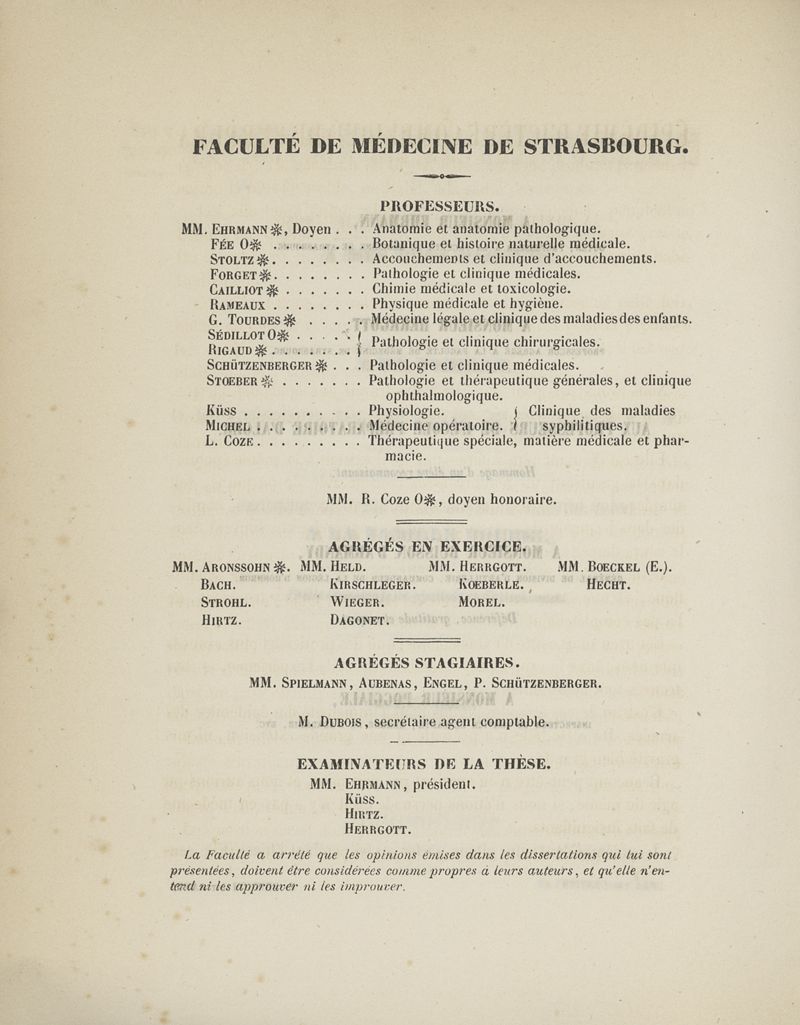 FACULTÉ DE MÉDECINE DE STRASBOURG.
PROFESSEURS.
MM. EHRMANN ✻, Doyen . . . Anatomie et anatomie pathologique.
FÉE O✻ . . . . . . . . Botanique et histoire naturelle médicale.
STOLTZ ✻. . . . . . . . Accouchements et clinique d'accouchements.
FORGET ✻. . . . . . . . Pathologie et clinique médicales.
CAILLIOT ✻ . . . . . . . Chimie médicale et toxicologie.
RAMEAUX . . . . . . . . Physique médicale et hygiène.
G. TOURDES ✻ . . . . . Médecine légale et clinique des maladies des enfants.
SÉDILLOT O✻ . . . . . }
RIGAUD ✻ . . . . . . . } Pathologie et clinique chirurgicales.
SCHÜTZENBERGER ✻ . . . Pathologie et clinique médicales.
STOEBER ✻ . . . . . . . Pathologie et thérapeutique générales, et clinique
ophthalmologique.
KÜSS . . . . . . . . . . Physiologie. } Clinique des maladies
MICHEL . . . . . . . . . Médecine opératoire. } syphilitiques.
L. COZE . . . . . . . . . Thérapeutique spéciale, matière médicale et phar-
macie.
MM. R. Coze O✻, doyen honoraire.
AGRÉGÉS EN EXERCICE.
MM. ARONSSOHN ✻. MM. HELD. MM. HERRGOTT. MM. BOECKEL (E.).
BACH. KIRSCHLEGER. KOEBERLE. HECHT.
STROHL. WIEGER. MOREL.
HIRTZ. DAGONET.
AGRÉGÉS STAGIAIRES.
MM. SPIELMANN, AUBENAS, ENGEL, P. SCHÜTZENBERGER.
M. DUBOIS, secrétaire agent comptable.
EXAMINATEURS DE LA THÈSE.
MM. EHRMANN, président.
KÜSS.
HIRTZ.
HERRGOTT.
La Faculté a arrêté que les opinions émises dans les dissertations qui lui sont
présentées, doivent être considérées comme propres à leurs auteurs, et qu'elle n'en-
tend ni les approuver ni les improuver.